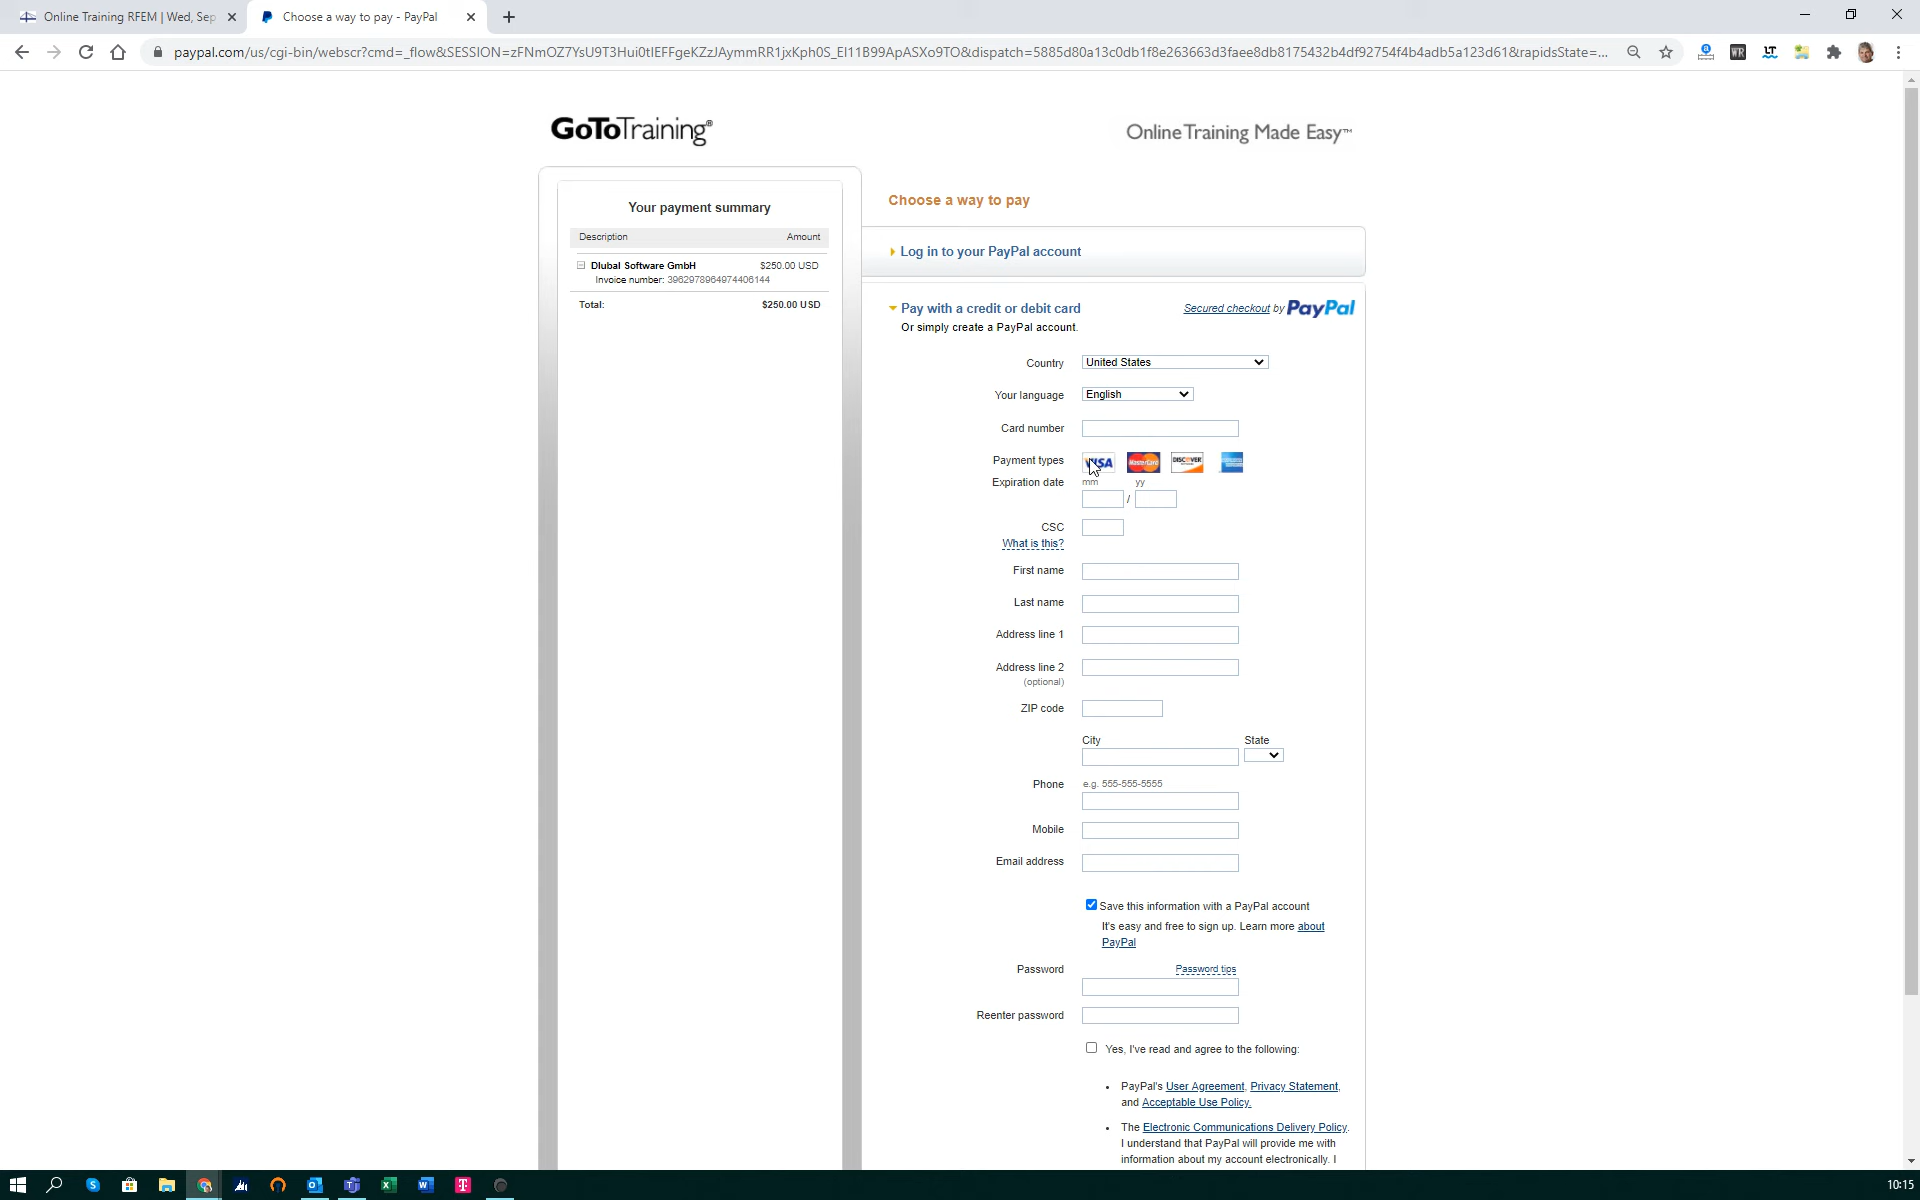 Online Training RFEM | Wed, Sep
Choose a way to pay - PayPal
paypal.com/us/cgi-bin/webscr?cmd=_flow&SESSION=zFNmOZ7YsU9T3Hui0tIEFFgeKZzJAymmRR1jxKph0S_EI11B99ApASXo9TO&dispatch=5885d80a13c0db1f8e263663d3faee8db8175432b4df92754f4b4adb5a123d61&rapidsState=...
GoToTraining®
Online Training Made Easy™
Your payment summary
Description Amount
Dlubal Software GmbH $250.00 USD
Invoice number: 3962978964974406144
Total: $250.00 USD
Choose a way to pay
Log in to your PayPal account
Pay with a credit or debit card
Secured checkout by PayPal
Or simply create a PayPal account.
Country United States
Your language English
Card number
Payment types VISA MasterCard DISCOVER
Expiration date mm yy
/
CSC
What is this?
First name
Last name
Address line 1
Address line 2
(optional)
ZIP code
City State
Phone e.g. 555-555-5555
Mobile
Email address
Save this information with a PayPal account
It's easy and free to sign up. Learn more about
PayPal
Password Password tips
Reenter password
Yes, I've read and agree to the following:
• PayPal's User Agreement, Privacy Statement,
and Acceptable Use Policy.
• The Electronic Communications Delivery Policy.
I understand that PayPal will provide me with
information about my account electronically. I
10:15